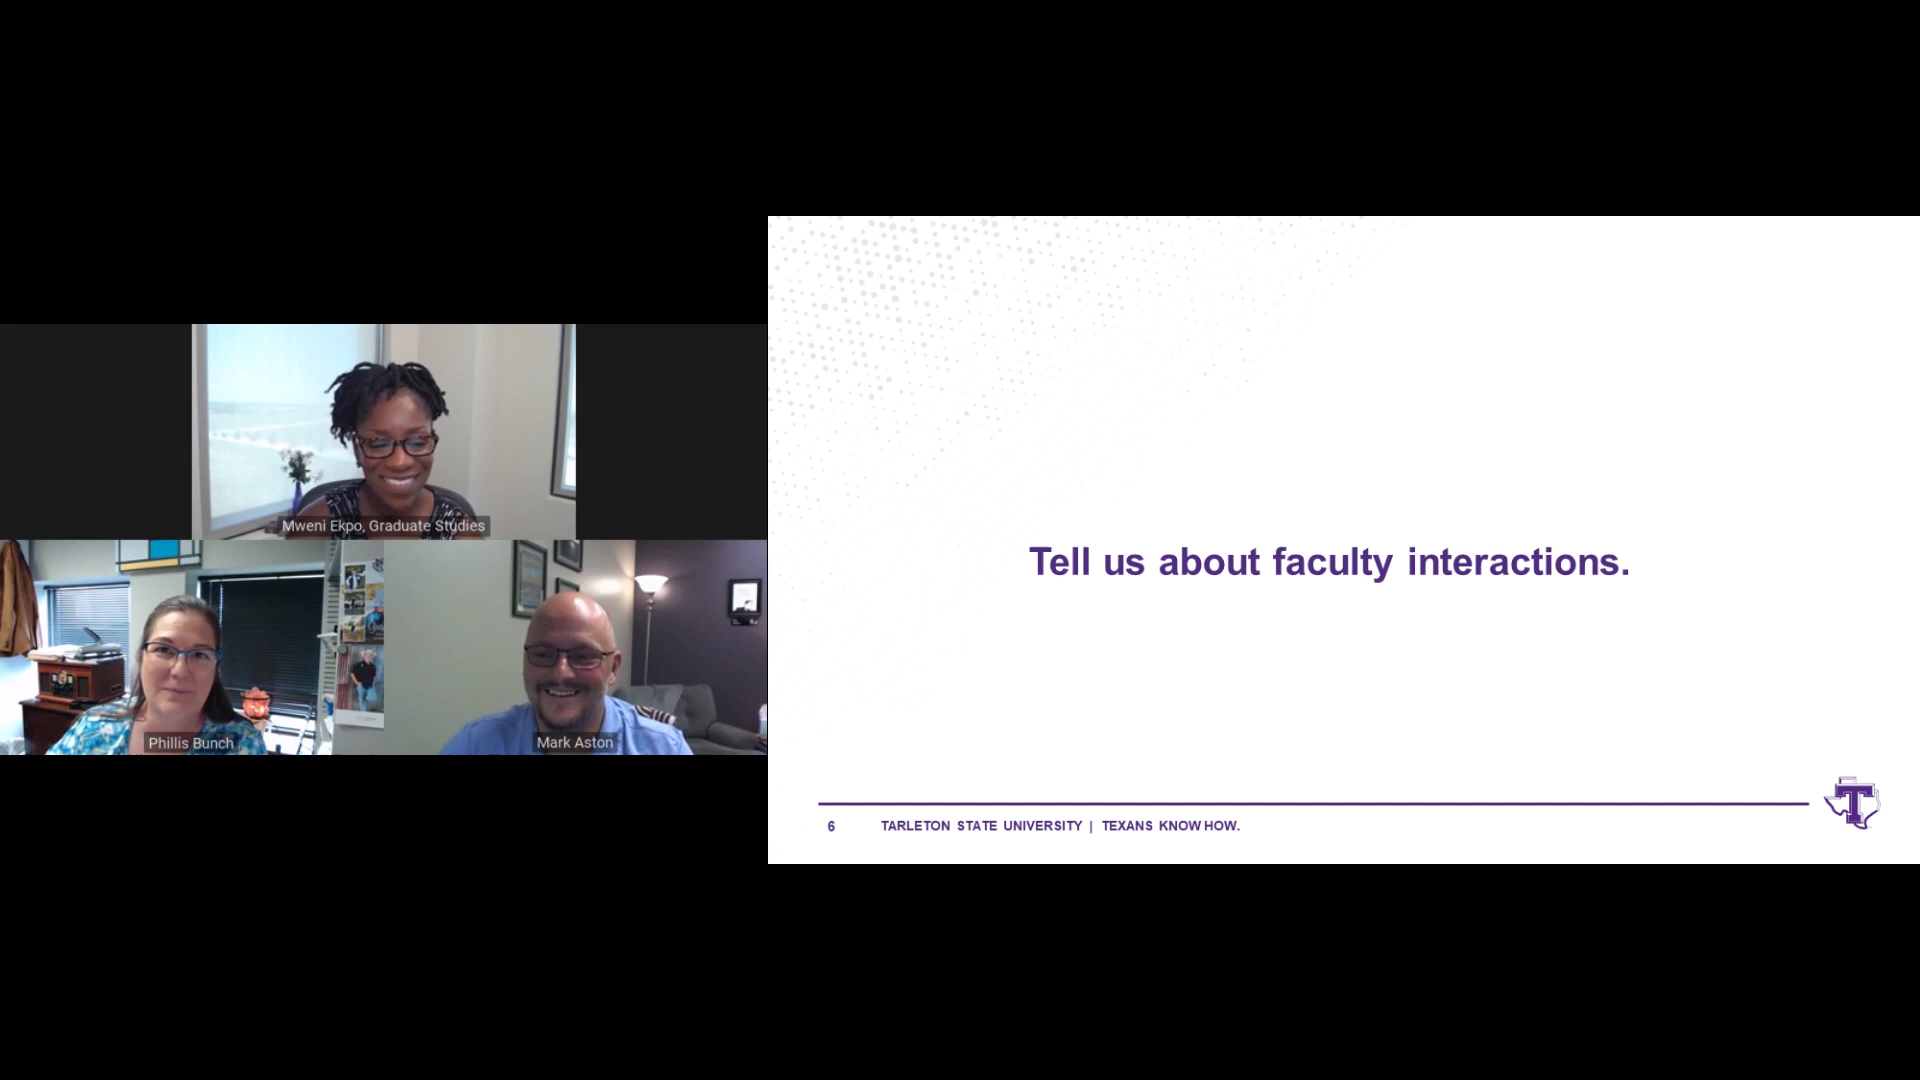 Mweni Ekpo, Graduate Studies
Phillis Bunch
Mark Aston
Tell us about faculty interactions.
T
6 TARLETON STATE UNIVERSITY | TEXANS KNOW HOW.